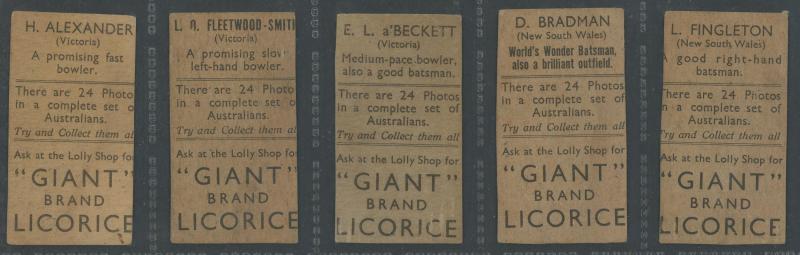 H. ALEXANDER
(Victoria)
A promising fast
bowler.
There are 24 Photo
in a complete set o
Australians.
Try and Collect them al
Ask at the Lolly Shop for
"GIANT"
BRAND
LICORICE
L. O. FLEETWOOD-SMITH
(Victoria)
A promising slow
left-hand bowler.
There are 24 Photo
in a complete set o
Australians.
Try and Collect them al
Ask at the Lolly Shop for
"GIANT"
BRAND
LICORICE
E. L. a'BECKETT
(Victoria)
Medium-pace bowler,
also a good batsman.
There are 24 Photos
in a complete set of
Australians.
Try and Collect them all
Ask at the Lolly Shop for
"GIANT"
BRAND
LICORICE
D. BRADMAN
(New South Wales)
World's Wonder Batsman,
also a brilliant outfield.
There are 24 Photos
in a complete set of
Australians.
Try and Collect them all
Ask at the Lolly Shop for
"GIANT"
BRAND
LICORICE
L. FINGLETON
(New South Wales)
A good right-hand
batsman.
There are 24 Photos
in a complete set of
Australians.
Try and Collect them all
Ask at the Lolly Shop for
"GIANT"
BRAND
LICORICE